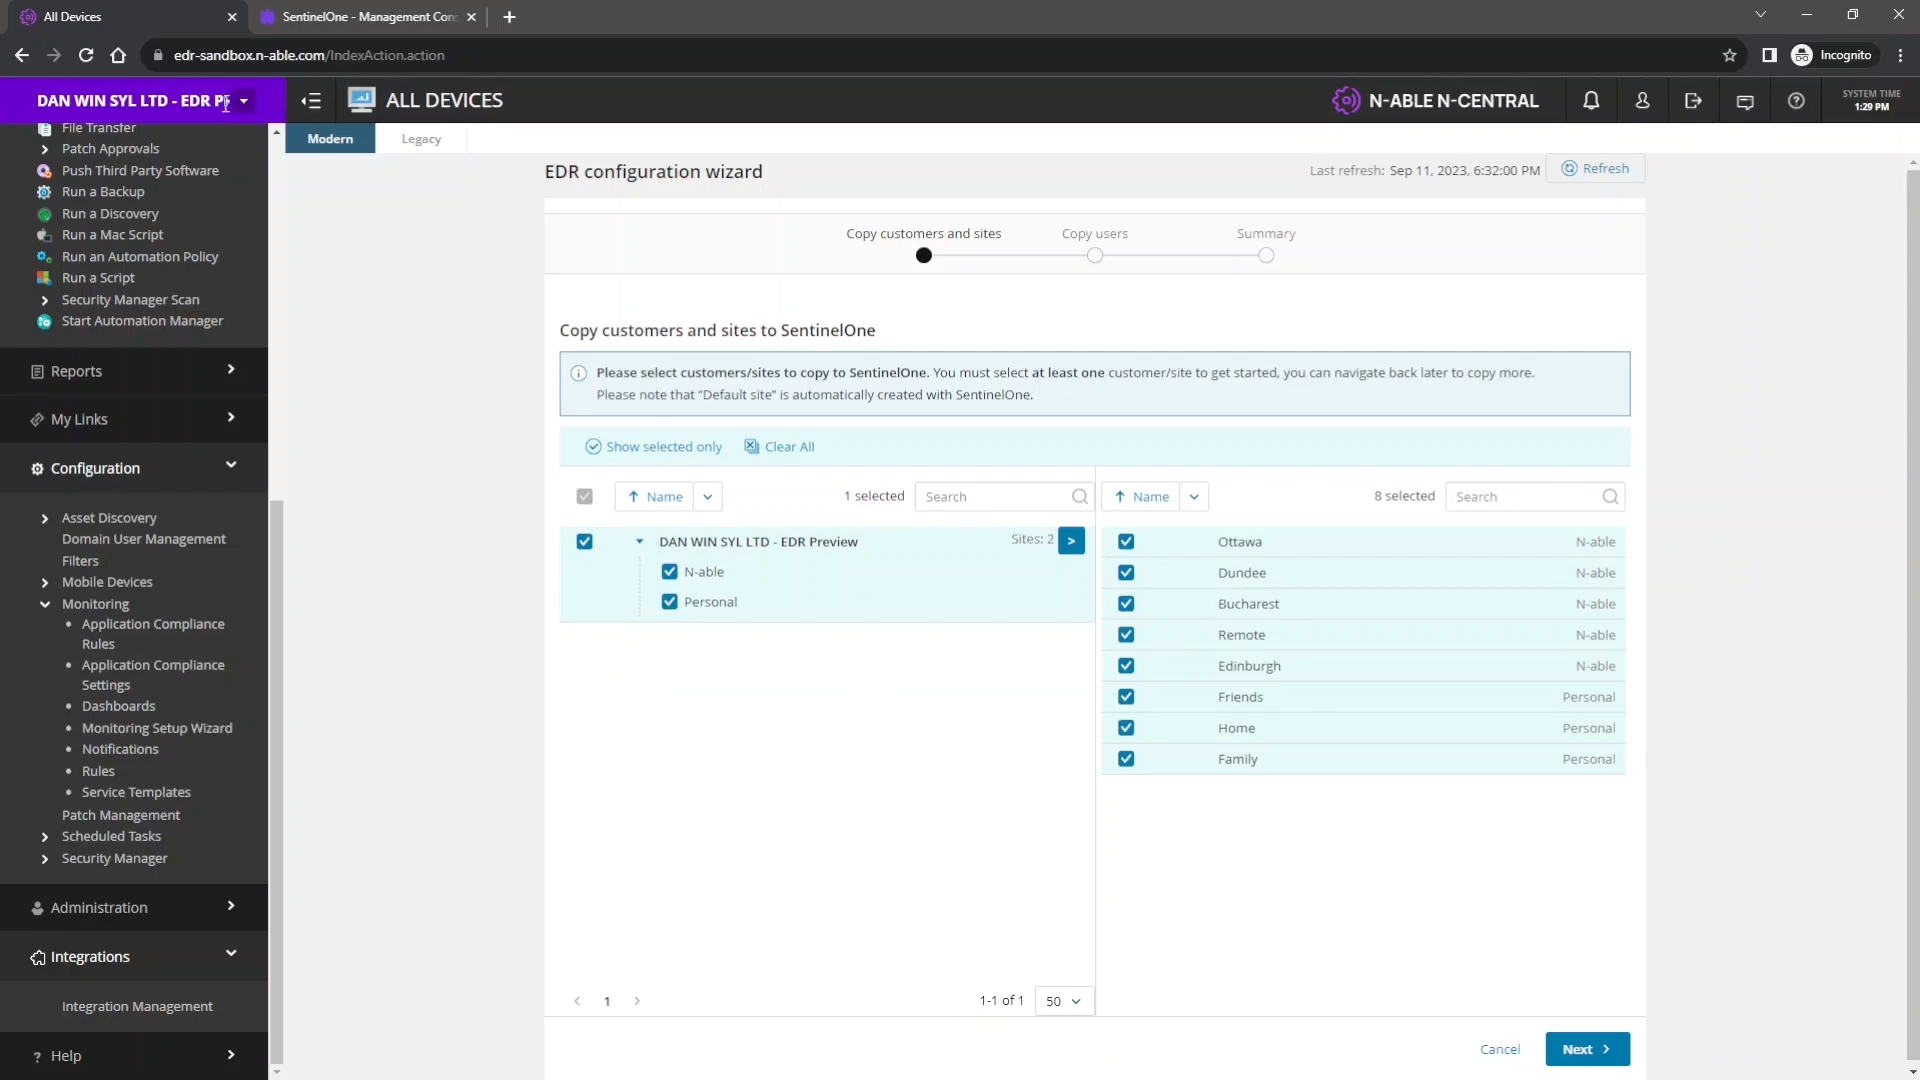 All Devices
SentinelOne - Management Con
edr-sandbox.n-able.com/IndexAction.action
Incognito
DAN WIN SYL LTD - EDR P
ALL DEVICES
N-ABLE N-CENTRAL
SYSTEM TIME
1:29 PM
File Transfer
Patch Approvals
Push Third Party Software
Run a Backup
Run a Discovery
Run a Mac Script
Run an Automation Policy
Run a Script
Security Manager Scan
Start Automation Manager
Reports
My Links
Configuration
Asset Discovery
Domain User Management
Filters
Mobile Devices
Monitoring
Application Compliance
Rules
Application Compliance
Settings
Dashboards
Monitoring Setup Wizard
Notifications
Rules
Service Templates
Patch Management
Scheduled Tasks
Security Manager
Administration
Integrations
Integration Management
Help
Modern Legacy
EDR configuration wizard
Last refresh: Sep 11, 2023, 6:32:00 PM Refresh
Copy customers and sites Copy users Summary
Copy customers and sites to SentinelOne
Please select customers/sites to copy to SentinelOne. You must select at least one customer/site to get started, you can navigate back later to copy more.
Please note that "Default site" is automatically created with SentinelOne.
Show selected only Clear All
Name 1 selected Search
DAN WIN SYL LTD - EDR Preview Sites: 2 >
N-able
Personal
Name 8 selected Search
Ottawa N-able
Dundee N-able
Bucharest N-able
Remote N-able
Edinburgh N-able
Friends Personal
Home Personal
Family Personal
< 1 > 1-1 of 1 50
Cancel Next >